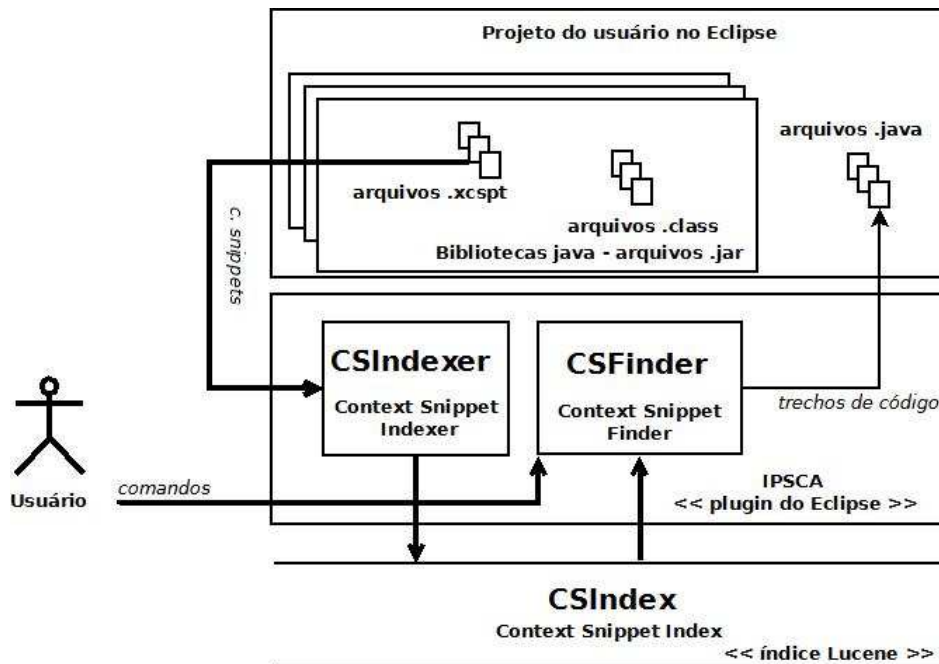 Projeto do usuário no Eclipse
arquivos .java
arquivos .xcspt
arquivos .class
Bibliotecas java - arquivos .jar
c. snippets
CSIndexer
Context Snippet
Indexer
CSFinder
Context Snippet
Finder
trechos de código
Usuário
comandos
IPSCA
<< plugin do Eclipse >>
CSIndex
Context Snippet Index
<< índice Lucene >>